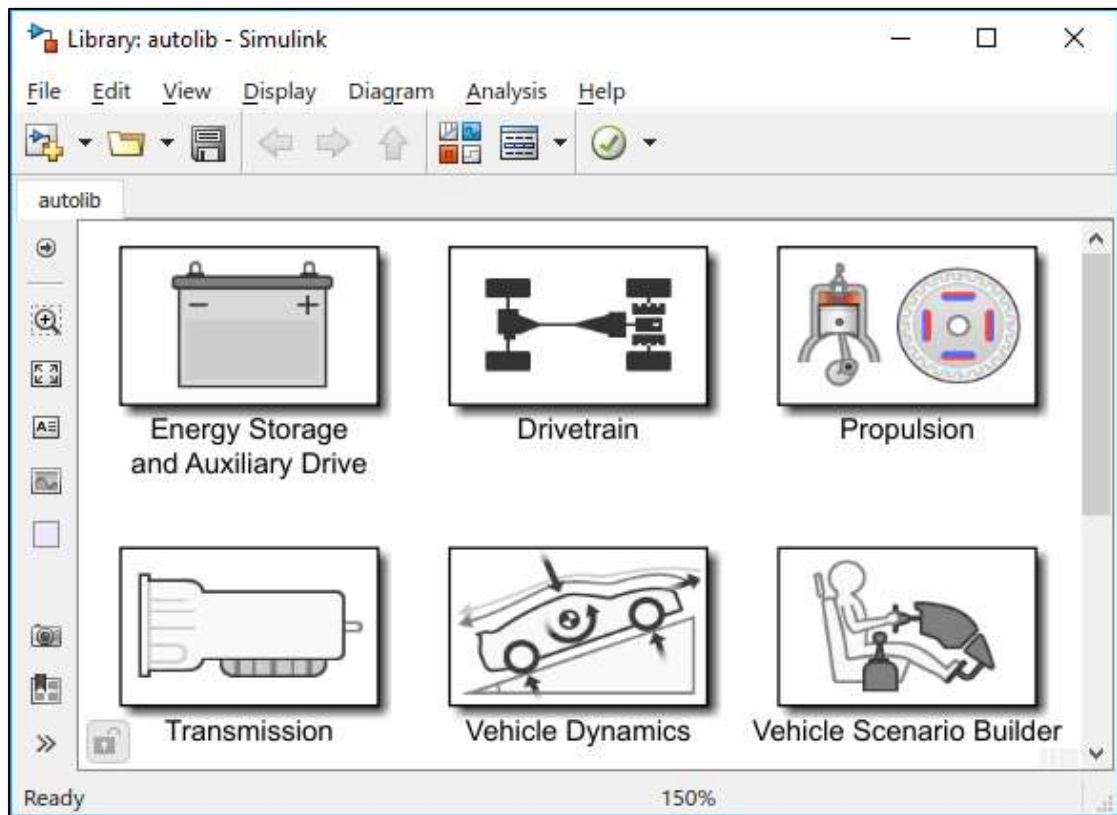 Library: autolib - Simulink
File Edit View Display Diagram Analysis Help
autolib
Energy Storage
and Auxiliary Drive
Drivetrain
Propulsion
Transmission
Vehicle Dynamics
Vehicle Scenario Builder
Ready
150%